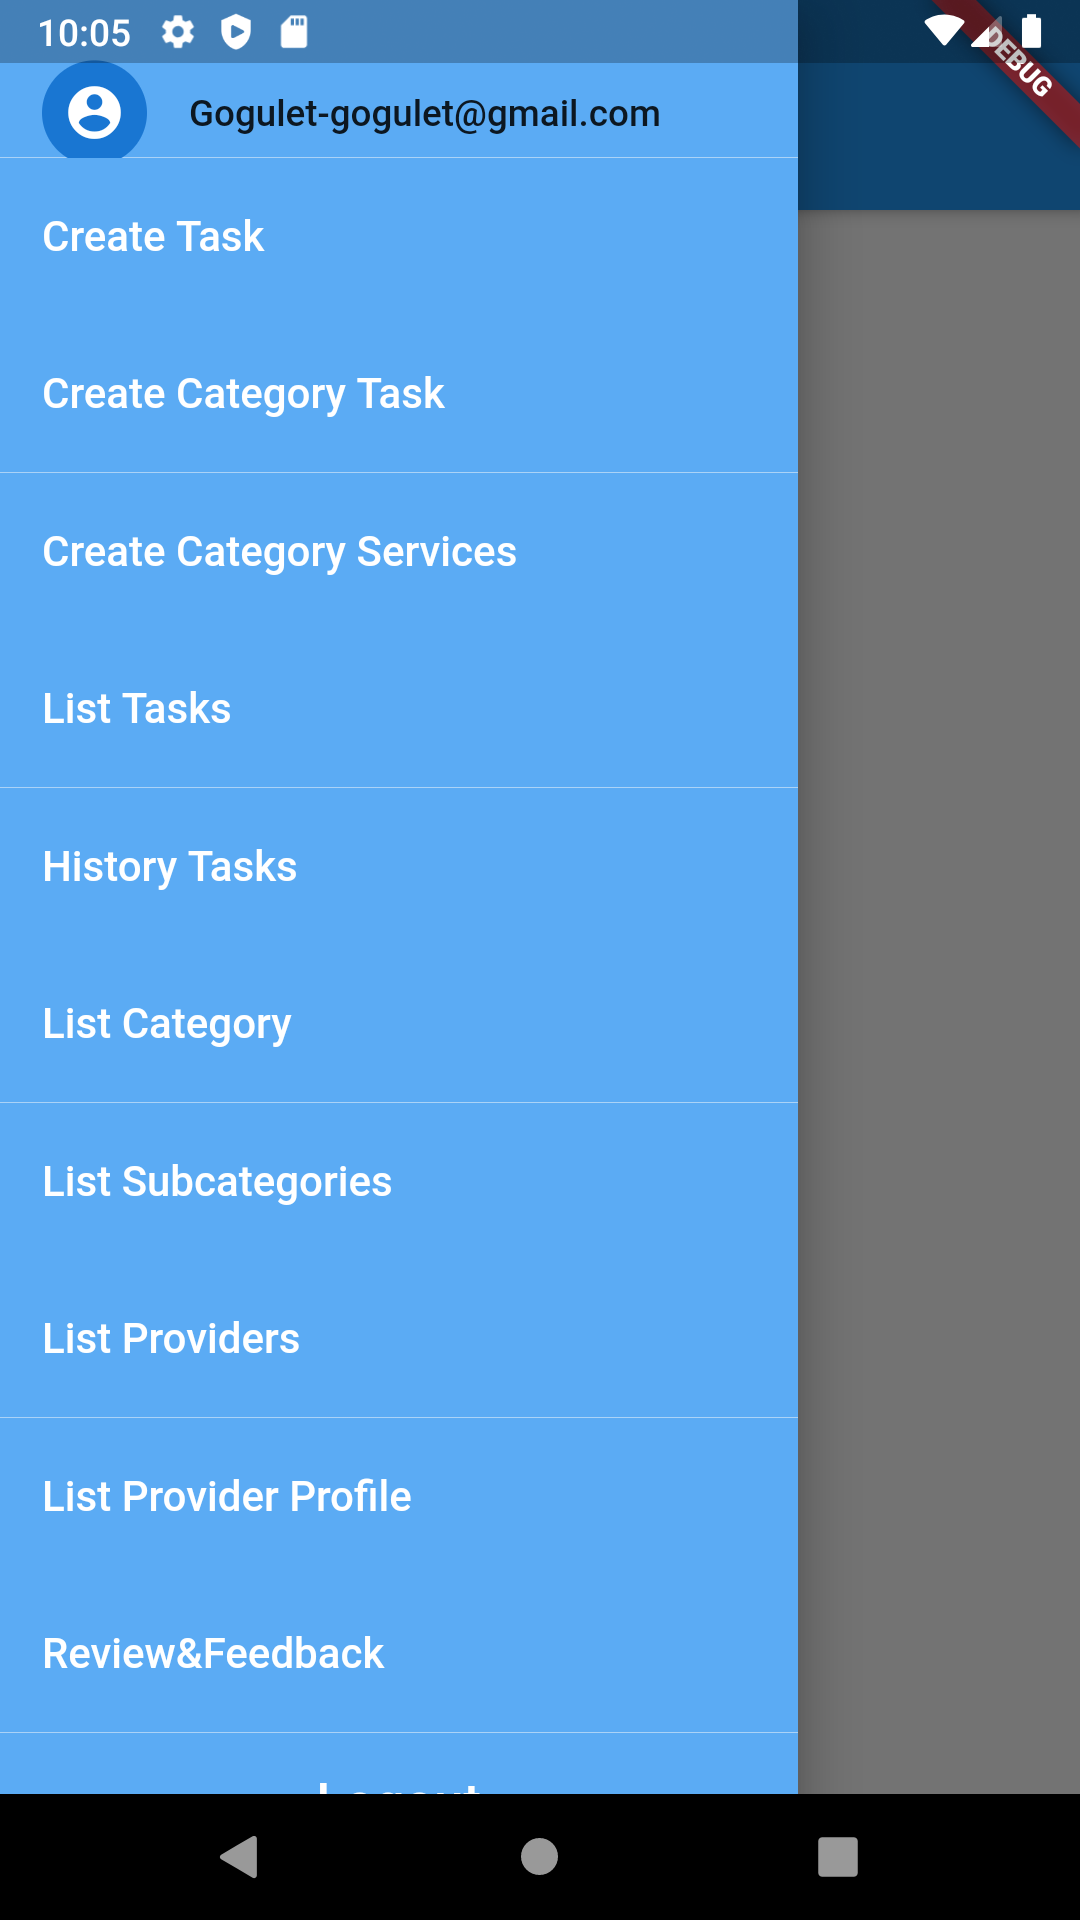 10:05
DEBUG
Gogulet-gogulet@gmail.com
Create Task
Create Category Task
Create Category Services
List Tasks
History Tasks
List Category
List Subcategories
List Providers
List Provider Profile
Review&Feedback
Logout